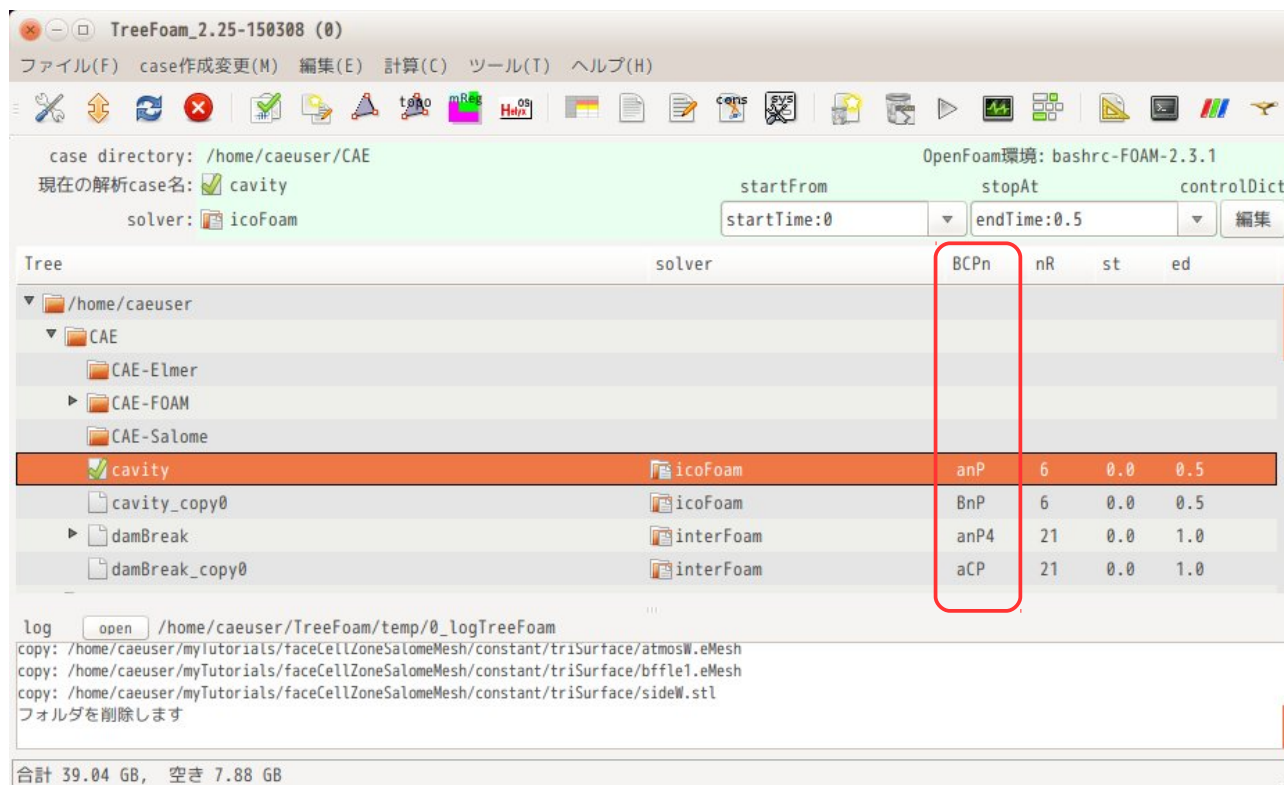 TreeFoam_2.25-150308 (0)
ファイル(F) case作成変更(M) 編集(E) 計算(C) ツール(T) ヘルプ(H)
topo mReg Helyx OS cons sys
case directory: /home/caeuser/CAE OpenFoam環境: bashrc-FOAM-2.3.1
現在の解析case名: cavity startFrom stopAt controlDict
solver: icoFoam startTime:0 endTime:0.5 編集
Tree solver BCPn nR st ed
/home/caeuser
CAE
CAE-Elmer
CAE-FOAM
CAE-Salome
cavity icoFoam anP 6 0.0 0.5
cavity_copy0 icoFoam BnP 6 0.0 0.5
damBreak interFoam anP4 21 0.0 1.0
damBreak_copy0 interFoam aCP 21 0.0 1.0
log open /home/caeuser/TreeFoam/temp/0_logTreeFoam
copy: /home/caeuser/myTutorials/faceCellZoneSalomeMesh/constant/triSurface/atmosW.eMesh
copy: /home/caeuser/myTutorials/faceCellZoneSalomeMesh/constant/triSurface/bffle1.eMesh
copy: /home/caeuser/myTutorials/faceCellZoneSalomeMesh/constant/triSurface/sideW.stl
フォルダを削除します
合計 39.04 GB, 空き 7.88 GB